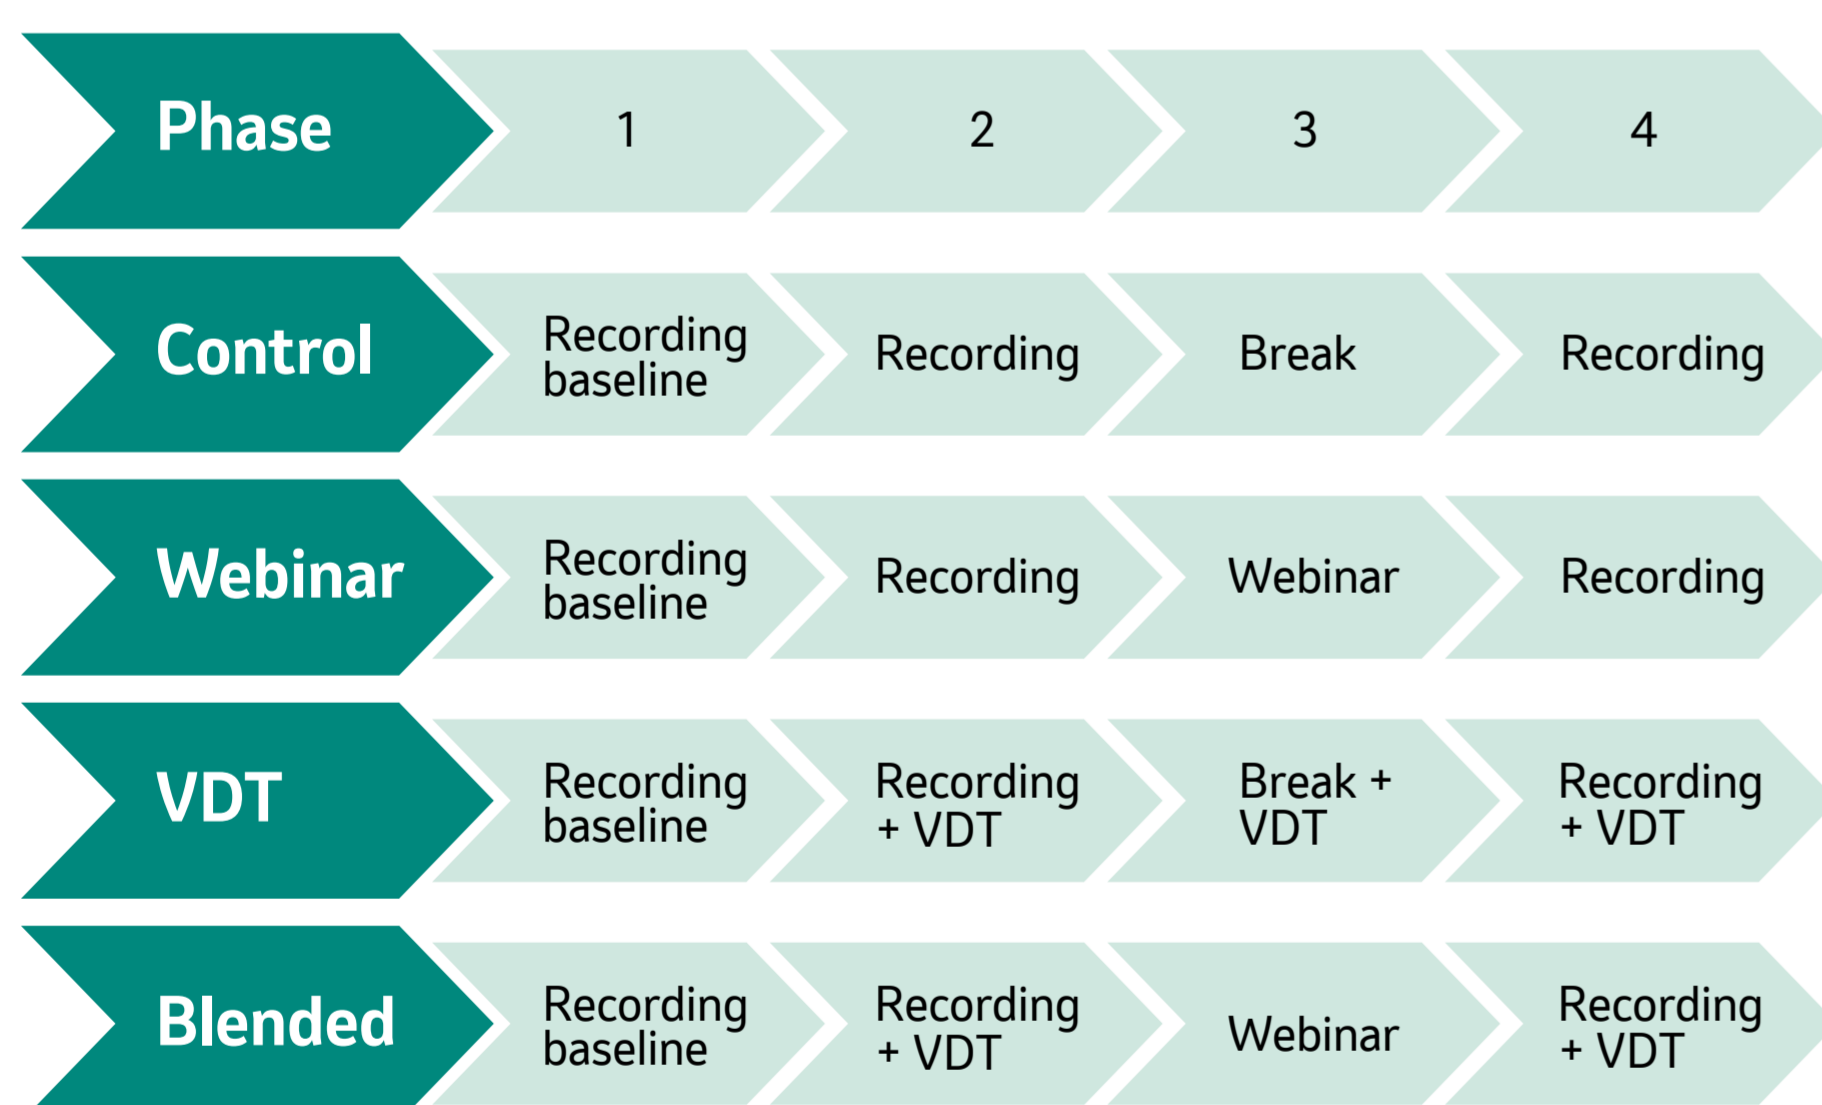 Phase 1 2 3 4
Control Recording baseline Recording Break Recording
Webinar Recording baseline Recording Webinar Recording
VDT Recording baseline Recording + VDT Break + VDT Recording + VDT
Blended Recording baseline Recording + VDT Webinar Recording + VDT